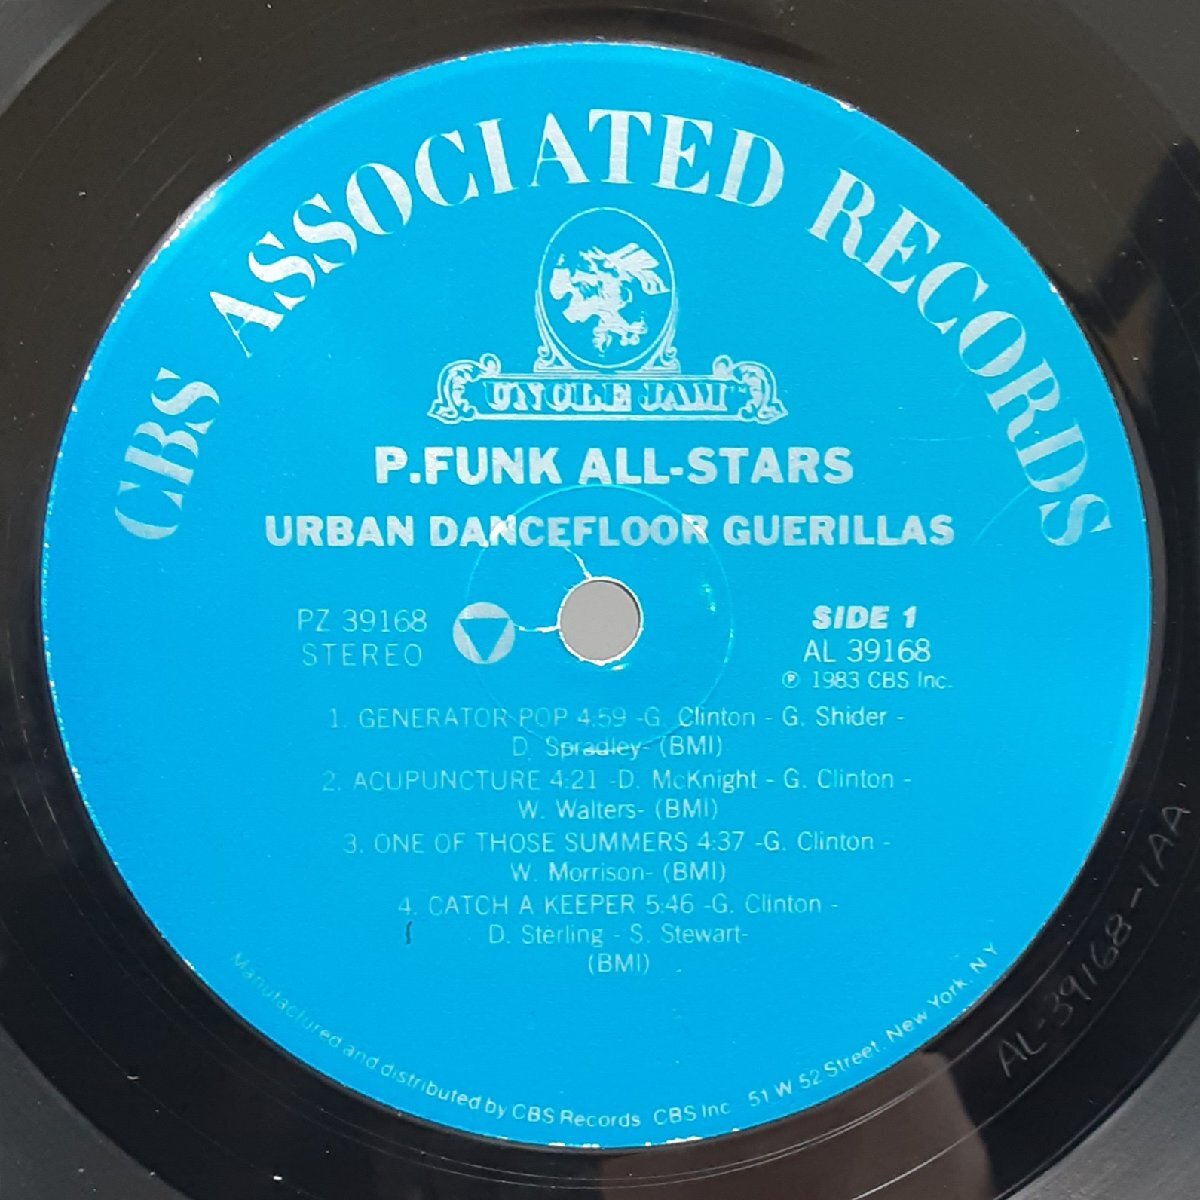 CBS ASSOCIATED RECORDS
UNCLE JAM™
P.FUNK ALL-STARS
URBAN DANCEFLOOR GUERILLAS
PZ 39168
STEREO
SIDE 1
AL 39168
℗ 1983 CBS Inc.
1. GENERATOR POP 4:59 -G. Clinton - G. Shider -
D. Spradley- (BMI)
2. ACUPUNCTURE 4:21 -D. McKnight - G. Clinton -
W. Walters- (BMI)
3. ONE OF THOSE SUMMERS 4:37 -G. Clinton -
W. Morrison- (BMI)
4. CATCH A KEEPER 5:46 -G. Clinton -
D. Sterling - S. Stewart-
(BMI)
Manufactured and distributed by CBS Records CBS Inc 51 W 52 Street. New York. N Y
AL-39168-1AA